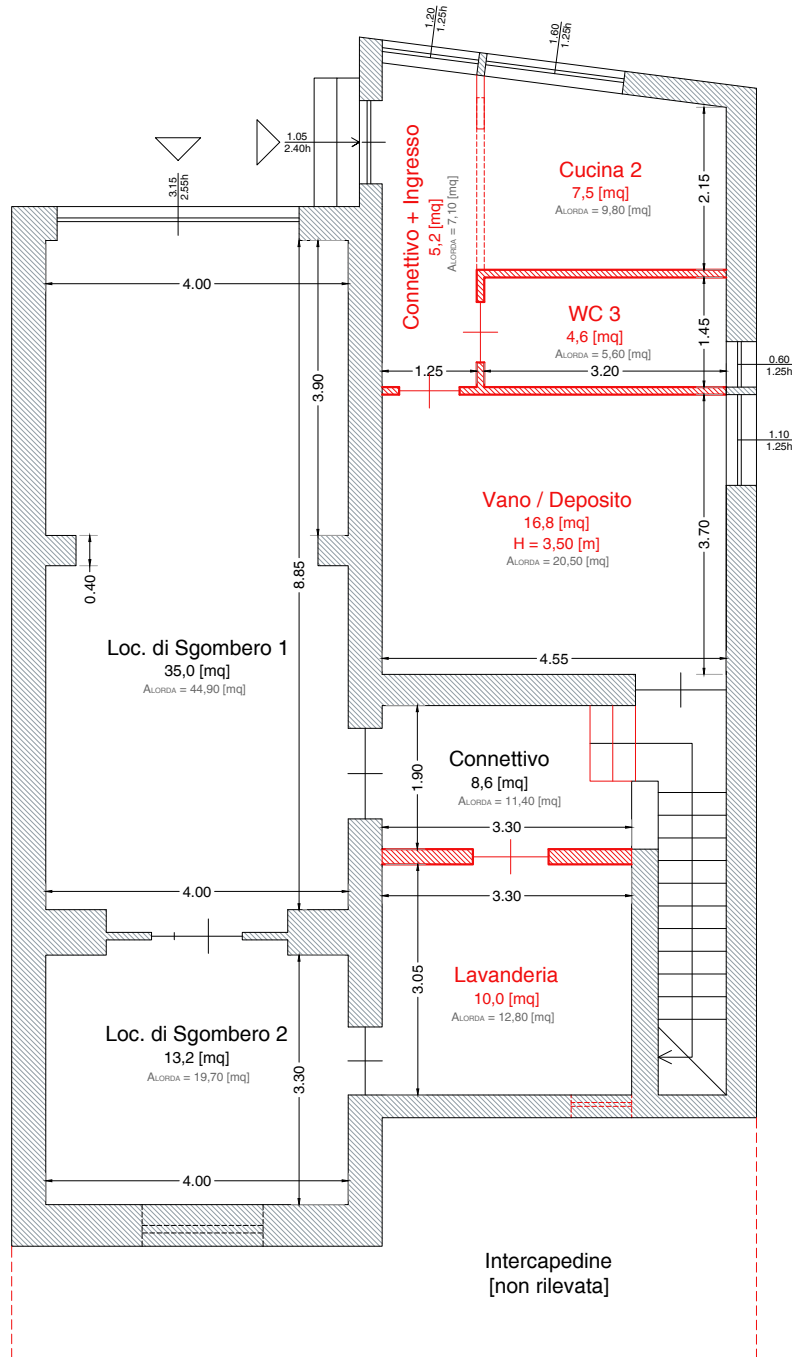 1.20
1.25h
1.60
1.25h
1.05
2.40h
3.15
2.55h
Connettivo + Ingresso
5,2 [mq]
ALORDA = 7,10 [mq]
Cucina 2
7,5 [mq]
ALORDA = 9,80 [mq]
2.15
4.00
WC 3
4,6 [mq]
ALORDA = 5,60 [mq]
1.45
0.60
1.25h
1.25
3.20
3.90
1.10
1.25h
Vano / Deposito
16,8 [mq]
H = 3,50 [m]
ALORDA = 20,50 [mq]
3.70
0.40
8.85
Loc. di Sgombero 1
35,0 [mq]
ALORDA = 44,90 [mq]
4.55
Connettivo
8,6 [mq]
ALORDA = 11,40 [mq]
1.90
3.30
4.00
3.30
Lavanderia
10,0 [mq]
ALORDA = 12,80 [mq]
3.05
Loc. di Sgombero 2
13,2 [mq]
ALORDA = 19,70 [mq]
3.30
4.00
Intercapedine
[non rilevata]